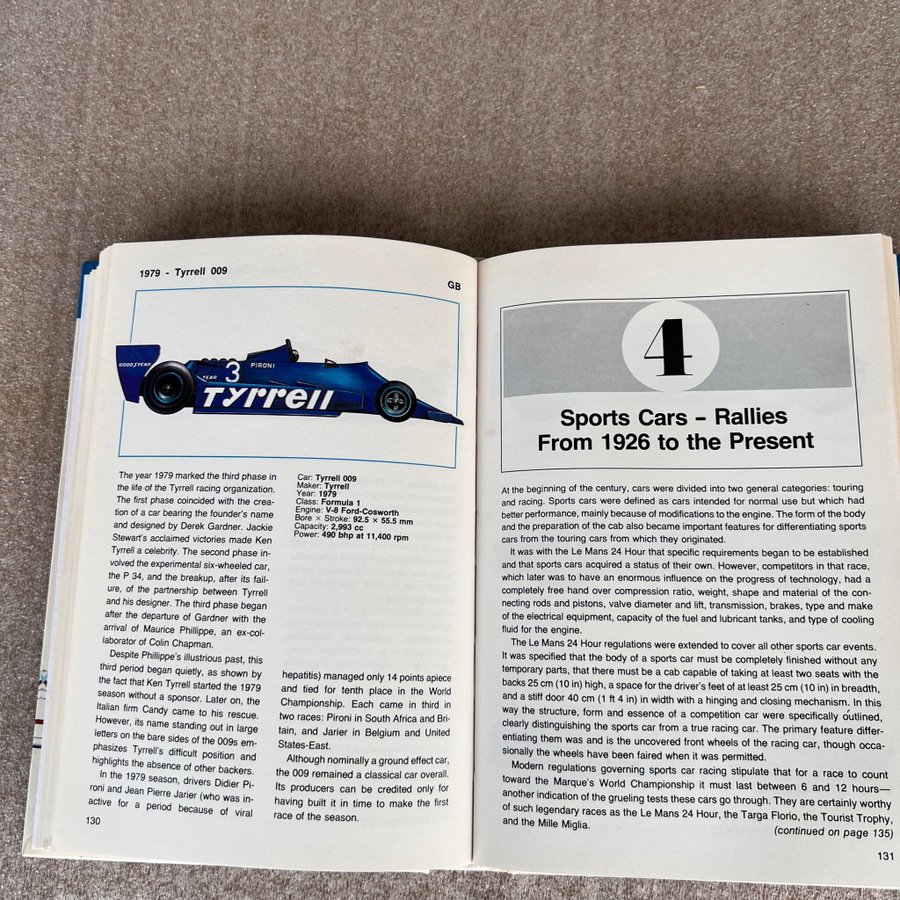 1979 - Tyrrell 009
GB
GOOD YEAR
YEAR
3
PIRONI
Tyrrell
The year 1979 marked the third phase in
the life of the Tyrrell racing organization.
The first phase coincided with the crea-
tion of a car bearing the founder's name
and designed by Derek Gardner. Jackie
Stewart's acclaimed victories made Ken
Tyrrell a celebrity. The second phase in-
volved the experimental six-wheeled car,
the P 34, and the breakup, after its fail-
ure, of the partnership between Tyrrell
and his designer. The third phase began
after the departure of Gardner with the
arrival of Maurice Phillippe, an ex-col-
laborator of Colin Chapman.
Despite Phillippe's illustrious past, this
third period began quietly, as shown by
the fact that Ken Tyrrell started the 1979
season without a sponsor. Later on, the
Italian firm Candy came to his rescue.
However, its name standing out in large
letters on the bare sides of the 009s em-
phasizes Tyrrell's difficult position and
highlights the absence of other backers.
In the 1979 season, drivers Didier Pi-
roni and Jean Pierre Jarier (who was in-
active for a period because of viral
130
Car: Tyrrell 009
Maker: Tyrrell
Year: 1979
Class: Formula 1
Engine: V-8 Ford-Cosworth
Bore × Stroke: 92.5 × 55.5 mm
Capacity: 2,993 cc
Power: 490 bhp at 11,400 rpm
hepatitis) managed only 14 points apiece
and tied for tenth place in the World
Championship. Each came in third in
two races: Pironi in South Africa and Bri-
tain, and Jarier in Belgium and United
States-East.
Although nominally a ground effect car,
the 009 remained a classical car overall.
Its producers can be credited only for
having built it in time to make the first
race of the season.
4
Sports Cars – Rallies
From 1926 to the Present
At the beginning of the century, cars were divided into two general categories: touring
and racing. Sports cars were defined as cars intended for normal use but which had
better performance, mainly because of modifications to the engine. The form of the body
and the preparation of the cab also became important features for differentiating sports
cars from the touring cars from which they originated.
It was with the Le Mans 24 Hour that specific requirements began to be established
and that sports cars acquired a status of their own. However, competitors in that race,
which later was to have an enormous influence on the progress of technology, had a
completely free hand over compression ratio, weight, shape and material of the con-
necting rods and pistons, valve diameter and lift, transmission, brakes, type and make
of the electrical equipment, capacity of the fuel and lubricant tanks, and type of cooling
fluid for the engine.
The Le Mans 24 Hour regulations were extended to cover all other sports car events.
It was specified that the body of a sports car must be completely finished without any
temporary parts, that there must be a cab capable of taking at least two seats with the
backs 25 cm (10 in) high, a space for the driver's feet of at least 25 cm (10 in) in breadth,
and a stiff door 40 cm (1 ft 4 in) in width with a hinging and closing mechanism. In this
way the structure, form and essence of a competition car were specifically outlined,
clearly distinguishing the sports car from a true racing car. The primary feature differ-
entiating them was and is the uncovered front wheels of the racing car, though occa-
sionally the wheels have been faired when it was permitted.
Modern regulations governing sports car racing stipulate that for a race to count
toward the Marque's World Championship it must last between 6 and 12 hours—
another indication of the grueling tests these cars go through. They are certainly worthy
of such legendary races as the Le Mans 24 Hour, the Targa Florio, the Tourist Trophy,
and the Mille Miglia.
(continued on page 135)
131